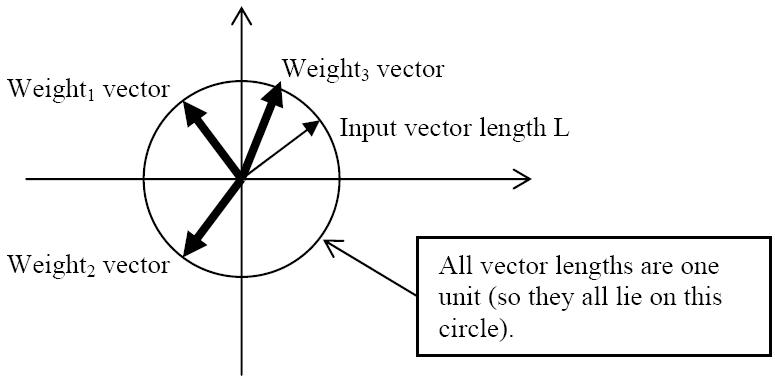 Weight₃ vector
Weight₁ vector
Input vector length L
Weight₂ vector
All vector lengths are one
unit (so they all lie on this
circle).